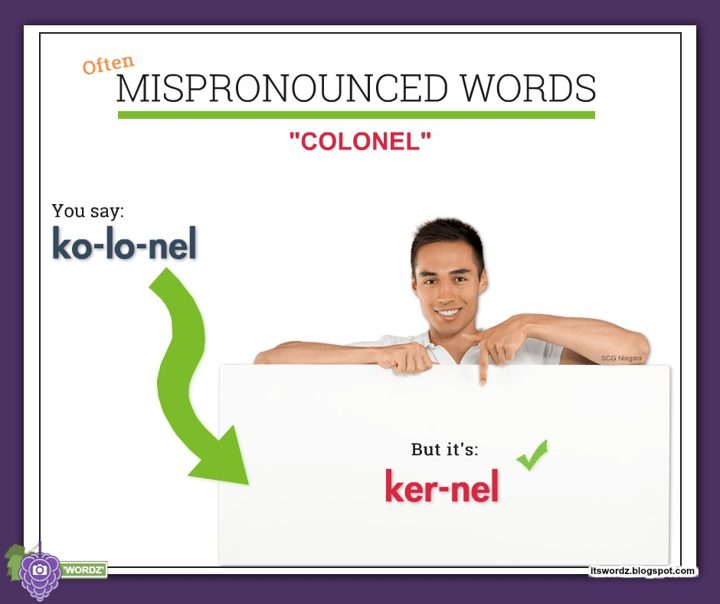 Often
MISPRONOUNCED WORDS
"COLONEL"
You say:
ko-lo-nel
SCG Niagara
But it's:
ker-nel
'WORDZ'
itswordz.blogspot.com